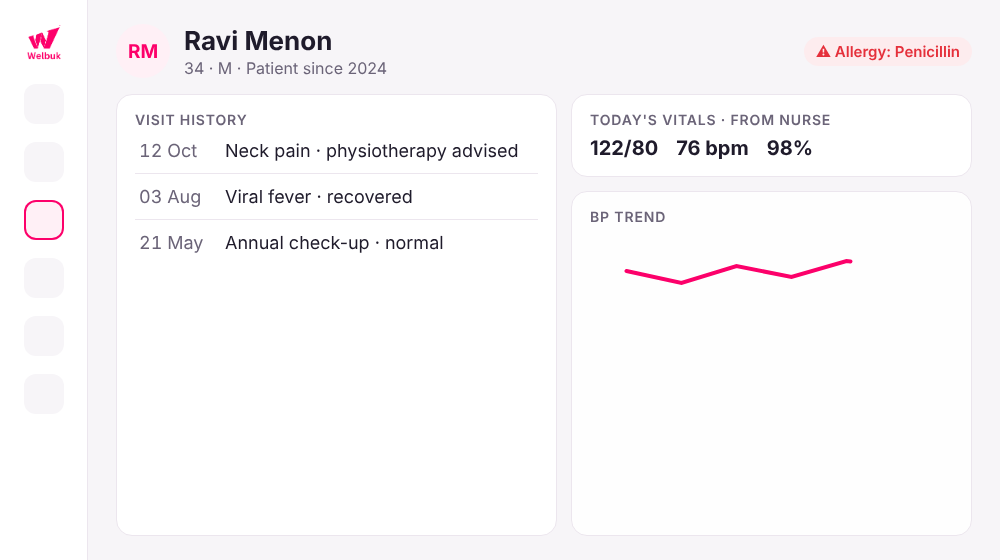 Welbuk
RM
Ravi Menon
34 · M · Patient since 2024
⚠ Allergy: Penicillin
VISIT HISTORY
12 Oct Neck pain · physiotherapy advised
03 Aug Viral fever · recovered
21 May Annual check-up · normal
TODAY'S VITALS · FROM NURSE
122/80 76 bpm 98%
BP TREND